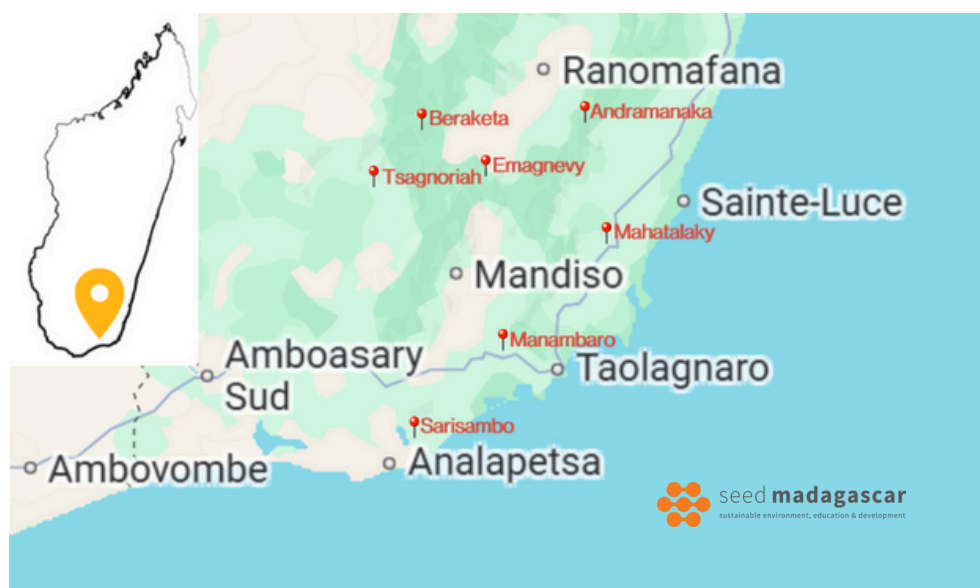 Ranomafana
Andramanaka
Beraketa
Emagnevy
Tsagnoriah
Sainte-Luce
Mahatalaky
Mandiso
Manambaro
Amboasary
Sud
Taolagnaro
Sarisambo
Ambovombe
Analapetsa
seed madagascar
sustainable environment, education & development